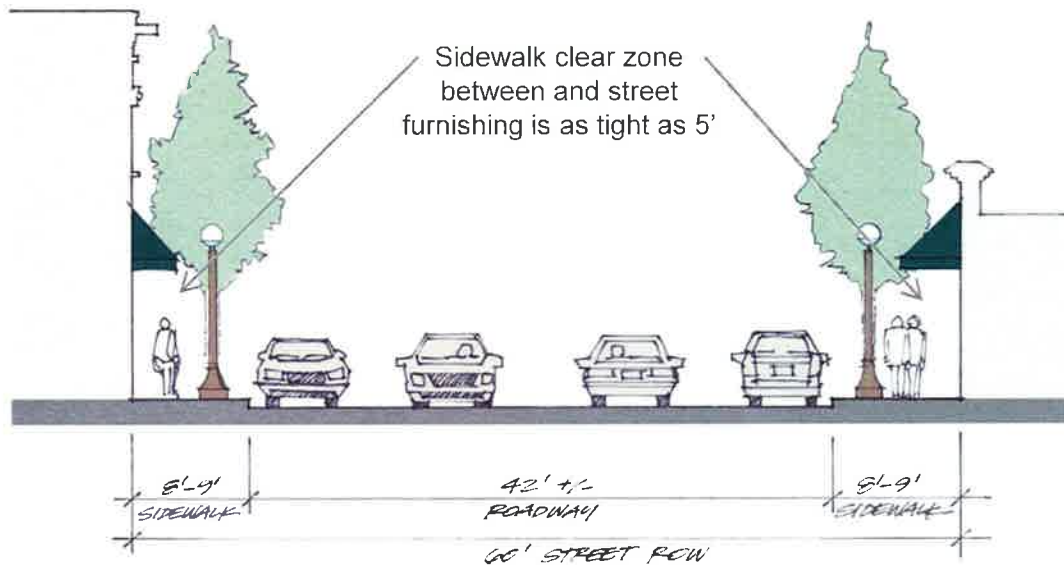 Sidewalk clear zone
between and street
furnishing is as tight as 5'
8'-9' 42' +/- 8'-9'
SIDEWALK ROADWAY SIDEWALK
60' STREET ROW